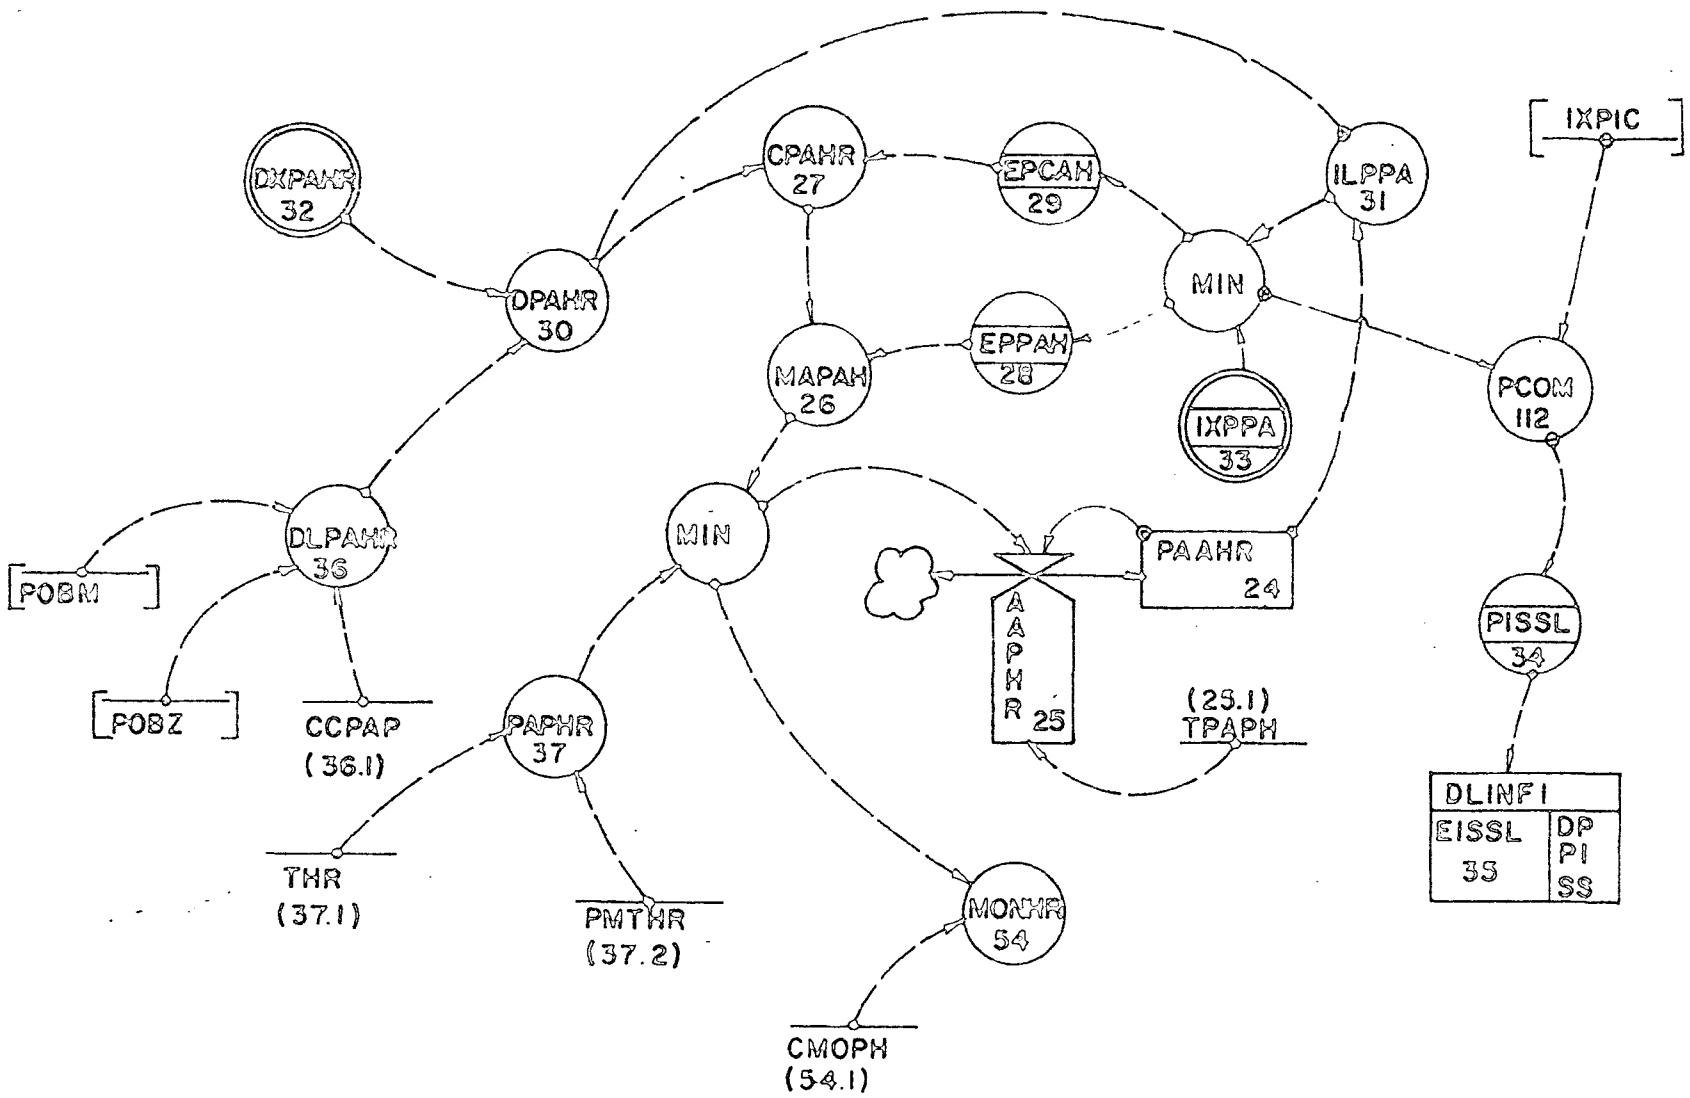 IXPIC
CPAHR
27
EPCAH
29
ILPPA
31
DXPAHR
32
DPAHR
30
MIN
EPPAH
28
MAPAH
26
PCOM
112
IXPPA
33
DLPAHR
36
MIN
PAAHR
24
POBM
AAPHR
25
PISSL
34
POBZ
CCPAP
(36.1)
PAPHR
37
(25.1)
TPAPH
DLINF1
EISSL
35
DP
PI
SS
THR
(37.1)
PMTHR
(37.2)
MONHR
54
CMOPH
(54.1)